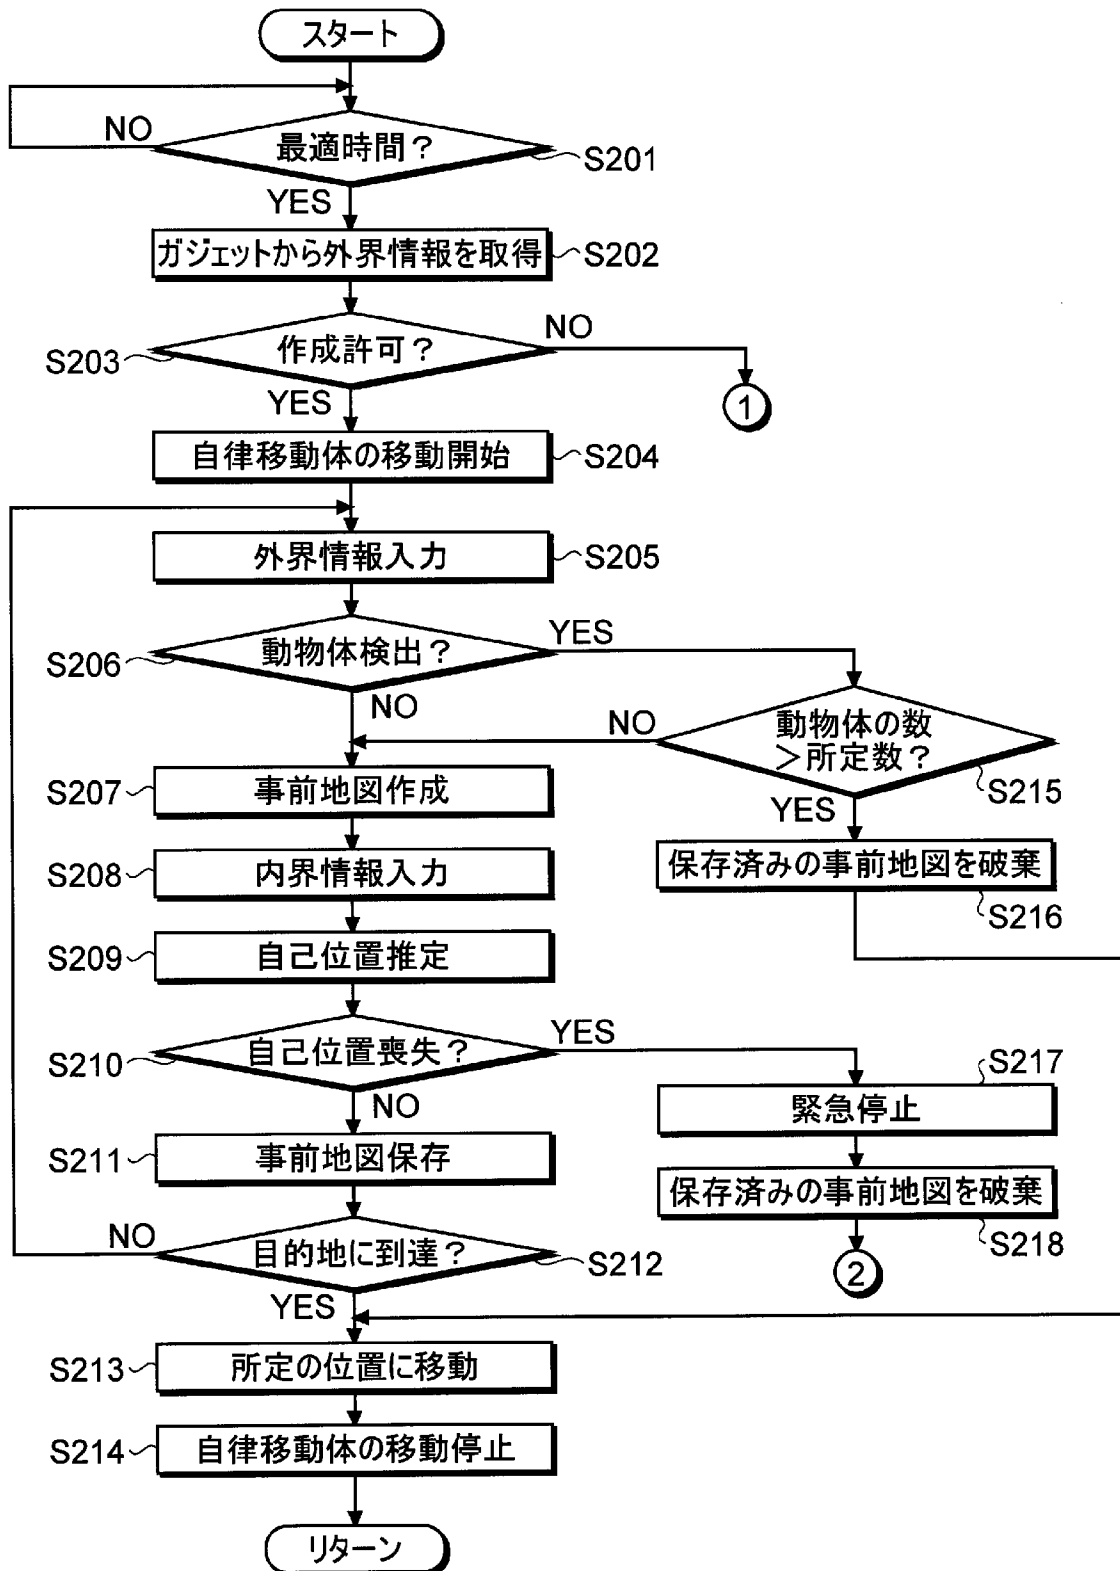 スタート
NO
最適時間？
S201
YES
ガジェットから外界情報を取得
S202
NO
作成許可？
S203
YES
1
自律移動体の移動開始
S204
外界情報入力
S205
YES
動物体検出？
S206
NO
NO
動物体の数
＞所定数？
S215
YES
事前地図作成
S207
保存済みの事前地図を破棄
S216
内界情報入力
S208
自己位置推定
S209
YES
自己位置喪失？
S210
NO
S217
緊急停止
事前地図保存
S211
保存済みの事前地図を破棄
S218
NO
目的地に到達？
S212
2
YES
所定の位置に移動
S213
自律移動体の移動停止
S214
リターン